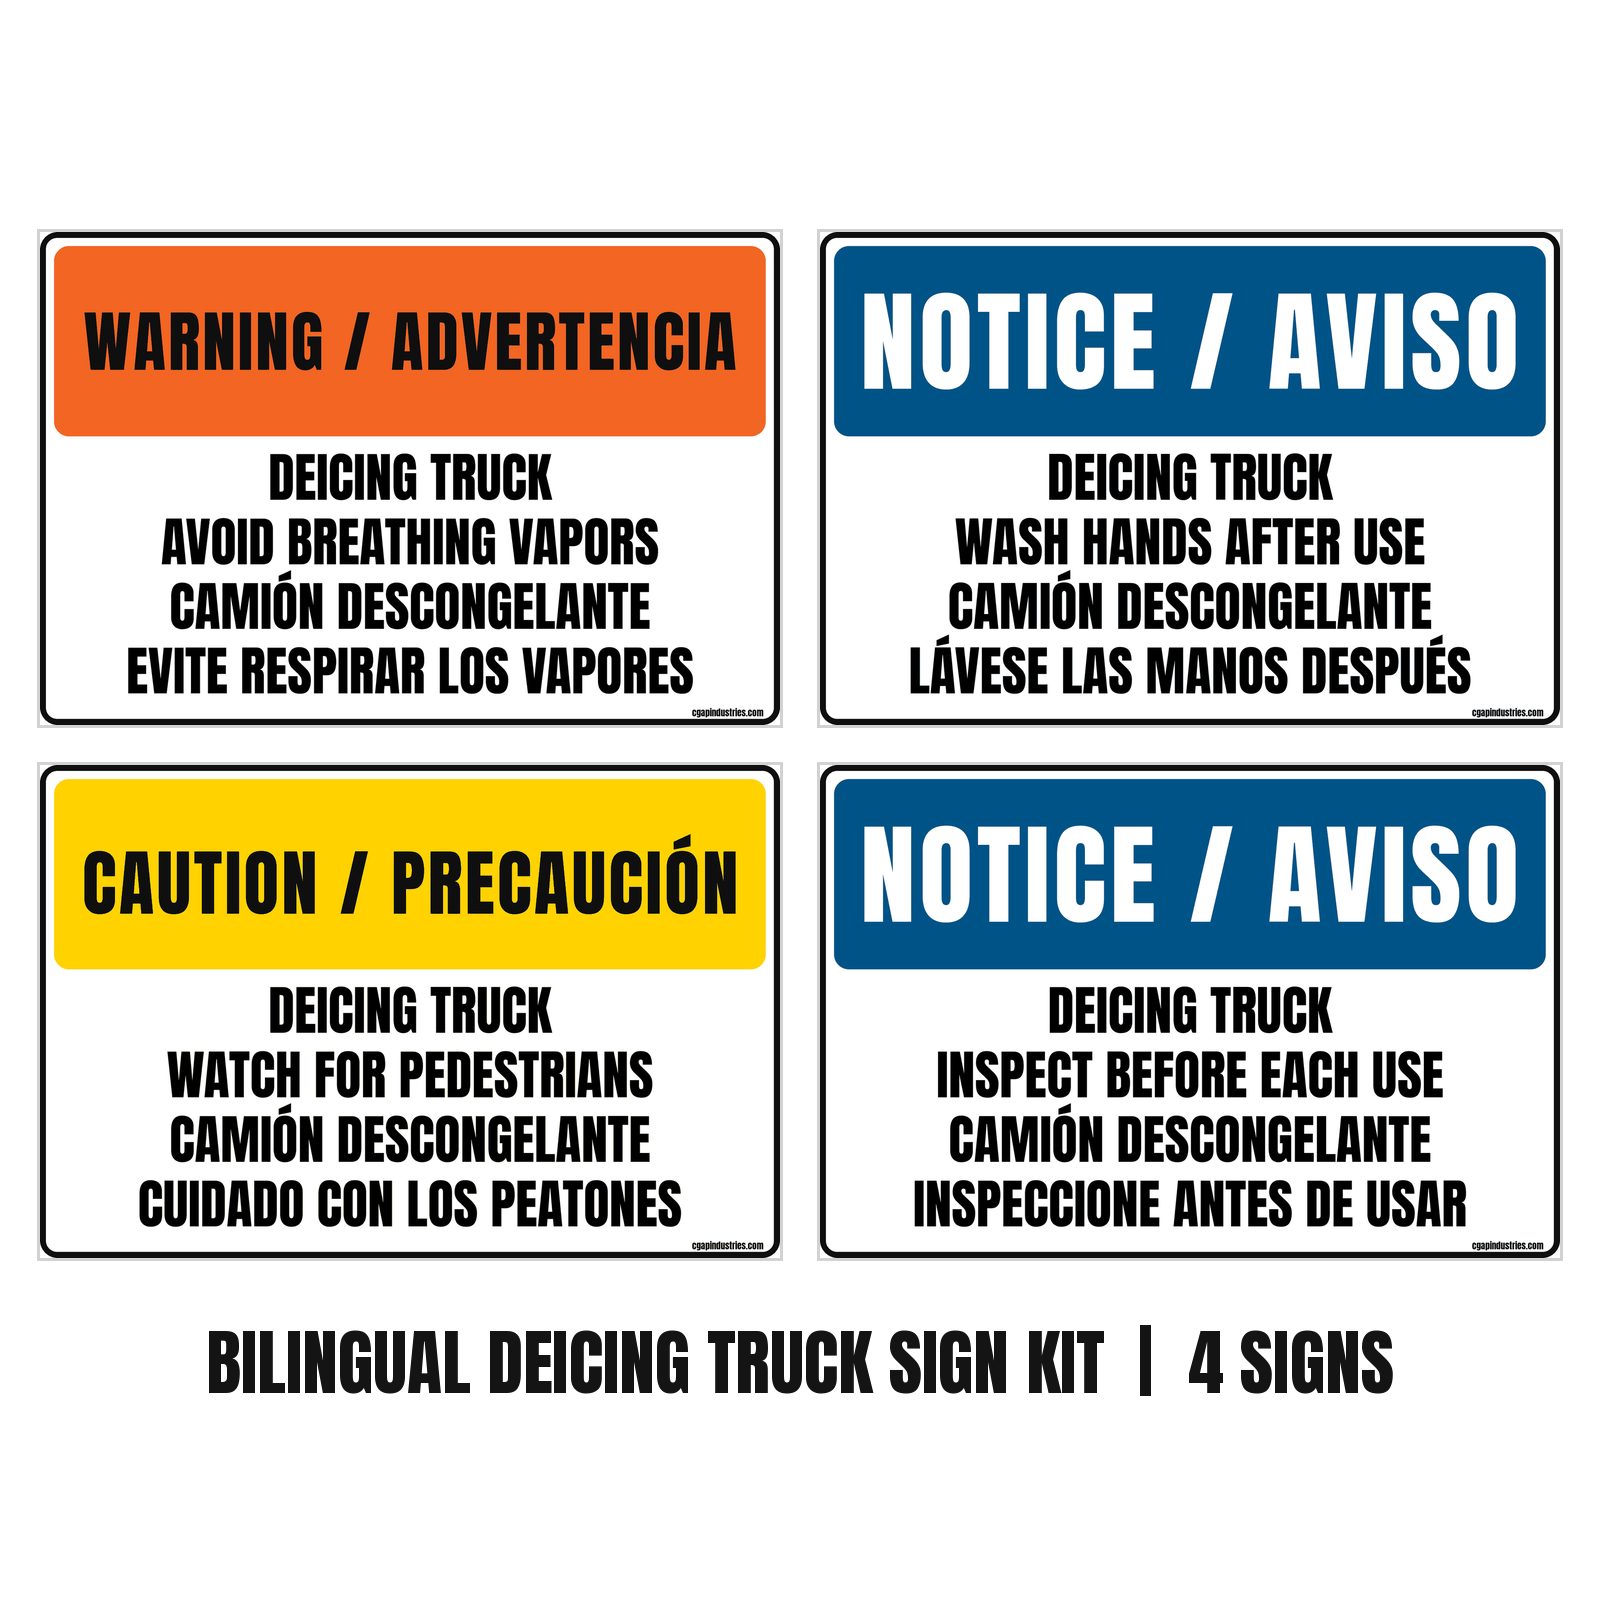 WARNING / ADVERTENCIA
DEICING TRUCK
AVOID BREATHING VAPORS
CAMIÓN DESCONGELANTE
EVITE RESPIRAR LOS VAPORES
cgapindustries.com
NOTICE / AVISO
DEICING TRUCK
WASH HANDS AFTER USE
CAMIÓN DESCONGELANTE
LÁVESE LAS MANOS DESPUÉS
cgapindustries.com
CAUTION / PRECAUCIÓN
DEICING TRUCK
WATCH FOR PEDESTRIANS
CAMIÓN DESCONGELANTE
CUIDADO CON LOS PEATONES
cgapindustries.com
NOTICE / AVISO
DEICING TRUCK
INSPECT BEFORE EACH USE
CAMIÓN DESCONGELANTE
INSPECCIONE ANTES DE USAR
cgapindustries.com
BILINGUAL DEICING TRUCK SIGN KIT | 4 SIGNS